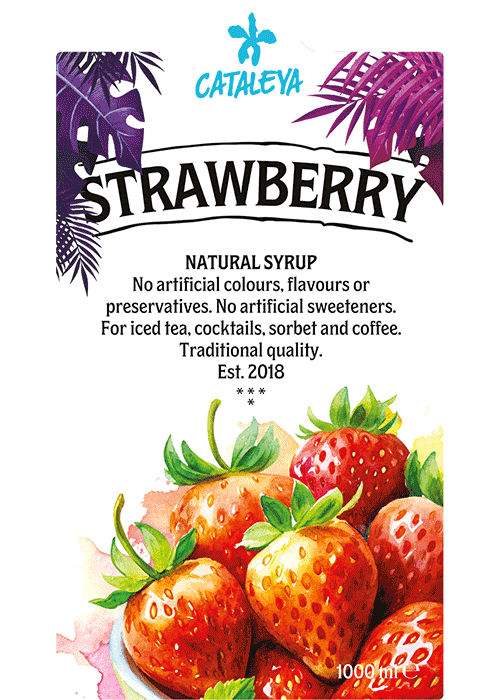 CATALEYA
STRAWBERRY
NATURAL SYRUP
No artificial colours, flavours or
preservatives. No artificial sweeteners.
For iced tea, cocktails, sorbet and coffee.
Traditional quality.
Est. 2018
* * *
*
1000 ml ℮